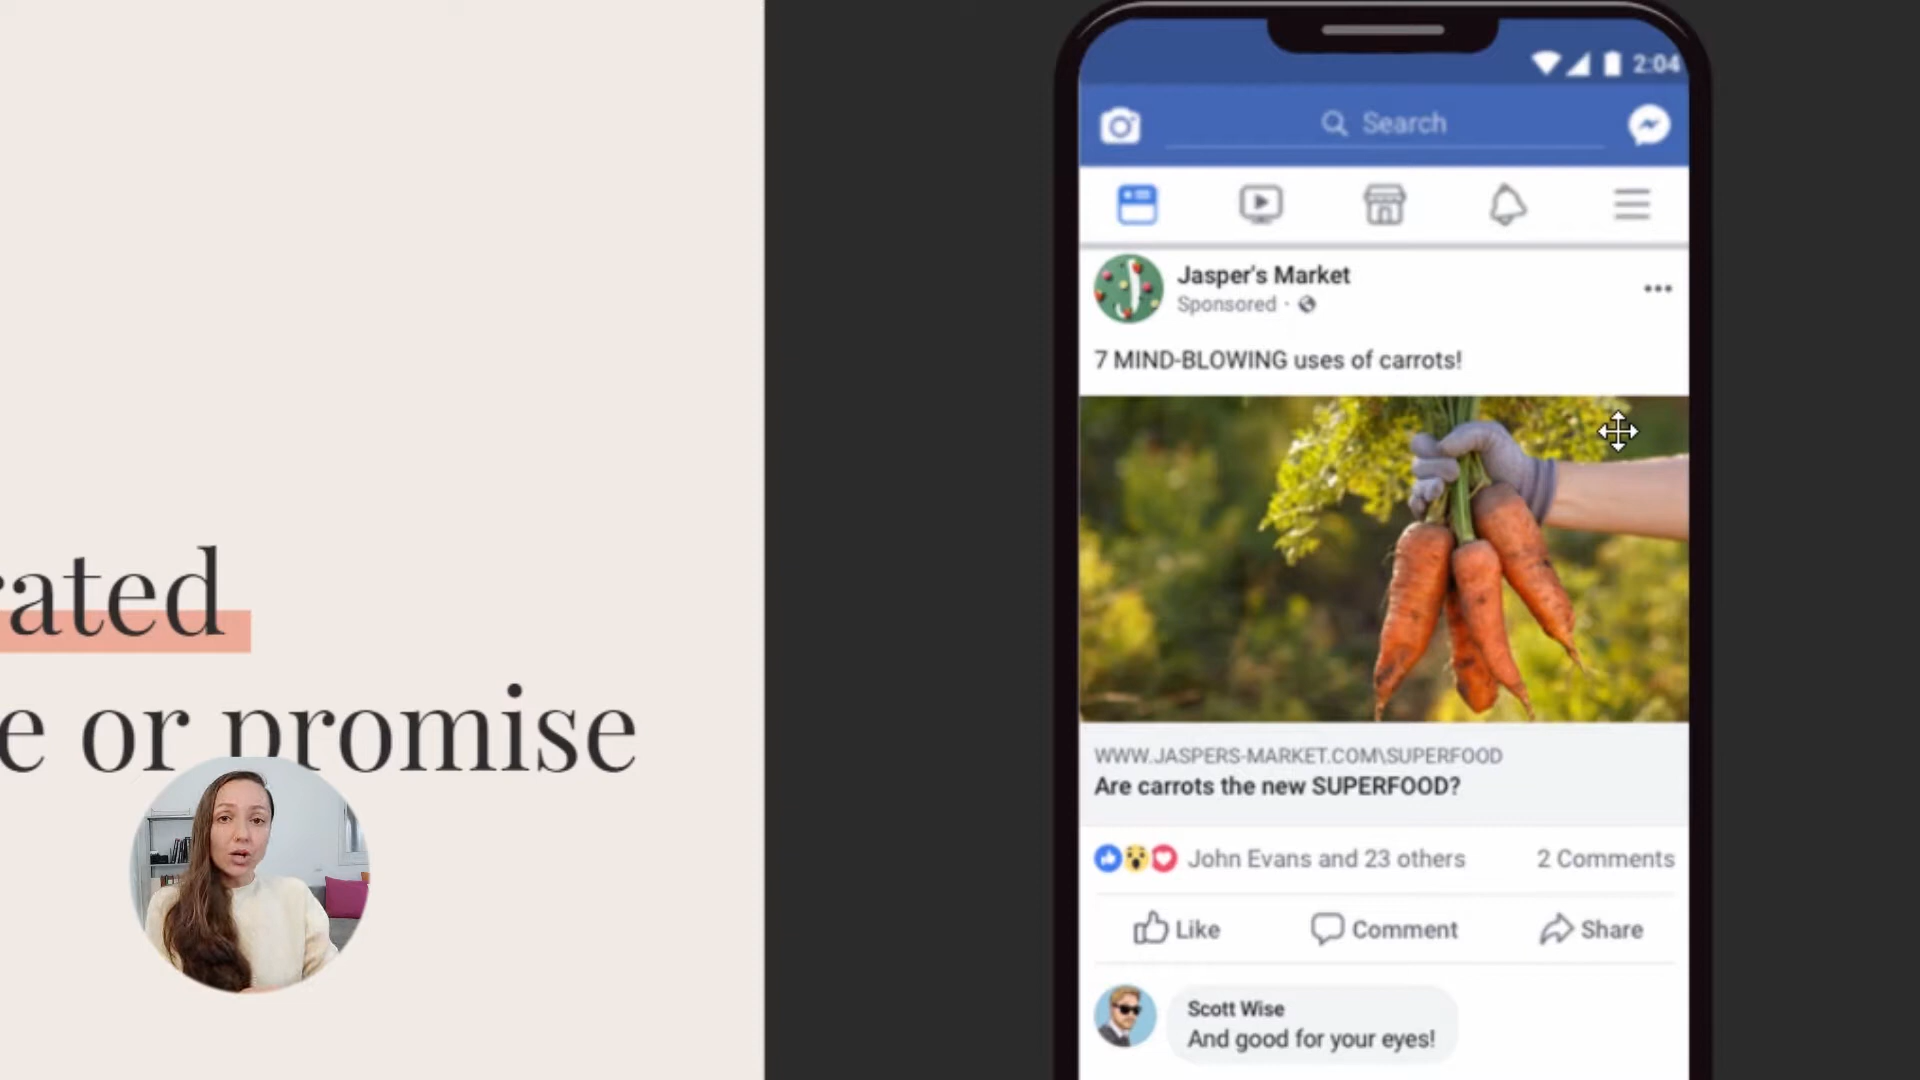 rated
e or promise
2:04
Search
Jasper's Market
Sponsored ·
7 MIND-BLOWING uses of carrots!
WWW.JASPERS-MARKET.COM\SUPERFOOD
Are carrots the new SUPERFOOD?
John Evans and 23 others 2 Comments
Like Comment Share
Scott Wise
And good for your eyes!